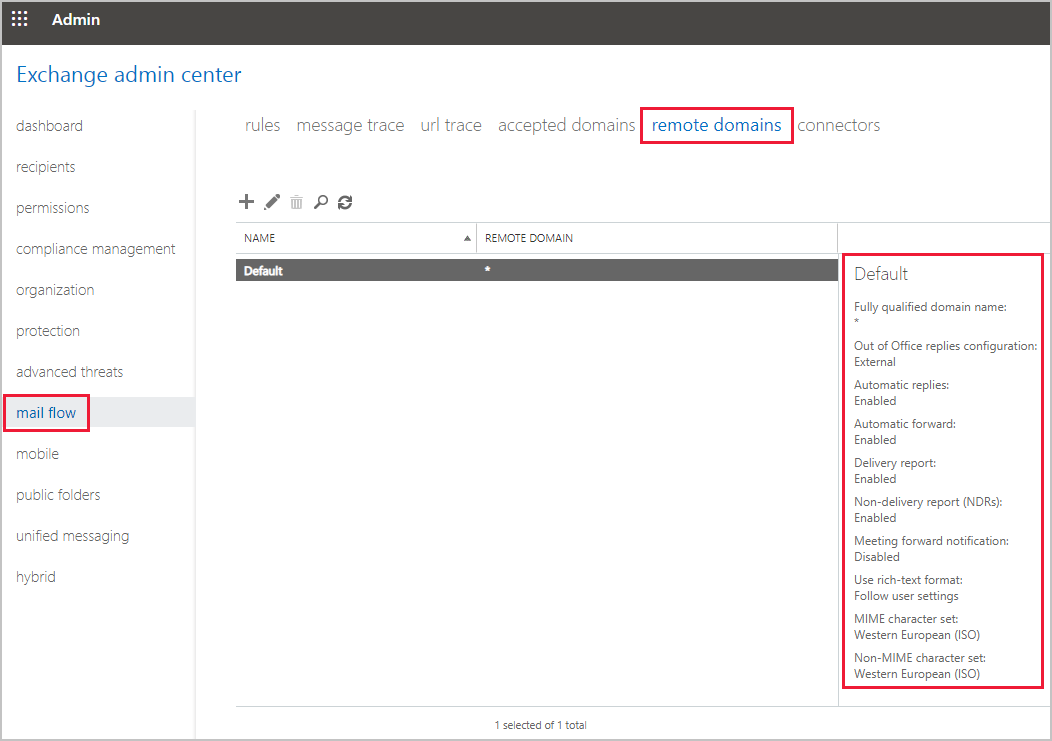 Admin
Exchange admin center
dashboard
recipients
permissions
compliance management
organization
protection
advanced threats
mail flow
mobile
public folders
unified messaging
hybrid
rules message trace url trace accepted domains remote domains connectors
NAME REMOTE DOMAIN
Default *
Default
Fully qualified domain name:
*
Out of Office replies configuration:
External
Automatic replies:
Enabled
Automatic forward:
Enabled
Delivery report:
Enabled
Non-delivery report (NDRs):
Enabled
Meeting forward notification:
Disabled
Use rich-text format:
Follow user settings
MIME character set:
Western European (ISO)
Non-MIME character set:
Western European (ISO)
1 selected of 1 total